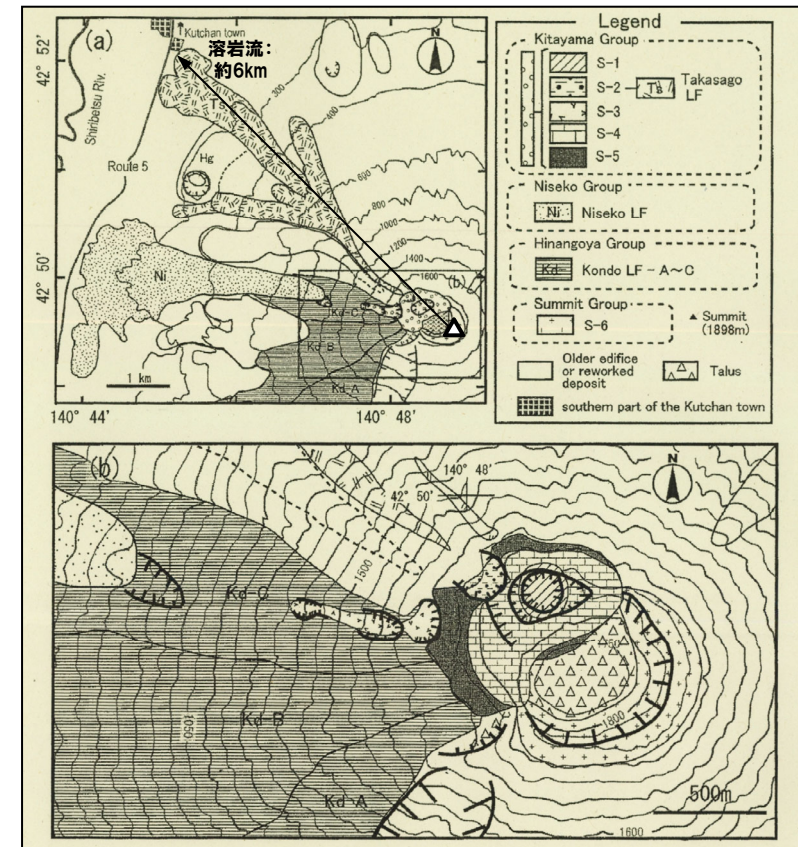 (a)
Kutchan town
溶岩流:
約6km
N
42° 52'
Shiribetsu Riv.
300
400
Ts
Route 5
Hg
600
800
1000
1200
1400
1600
42° 50'
Ni
(b)
Kd-C
Kd-B
Kd-A
1 km
140° 44'
140° 48'
Legend
Kitayama Group
S-1
S-2
Ts
Takasago
LF
S-3
S-4
S-5
Niseko Group
Ni
Niseko LF
Hinangoya Group
Kd-
Kondo LF - A～C
Summit Group
S-6
Summit
(1898m)
Older edifice
or reworked
deposit
Talus
southern part of the Kutchan town
(b)
140° 48'
42° 50'
N
1500
Kd-C
Kd-B
1050
1800
Kd-A
500m
1600